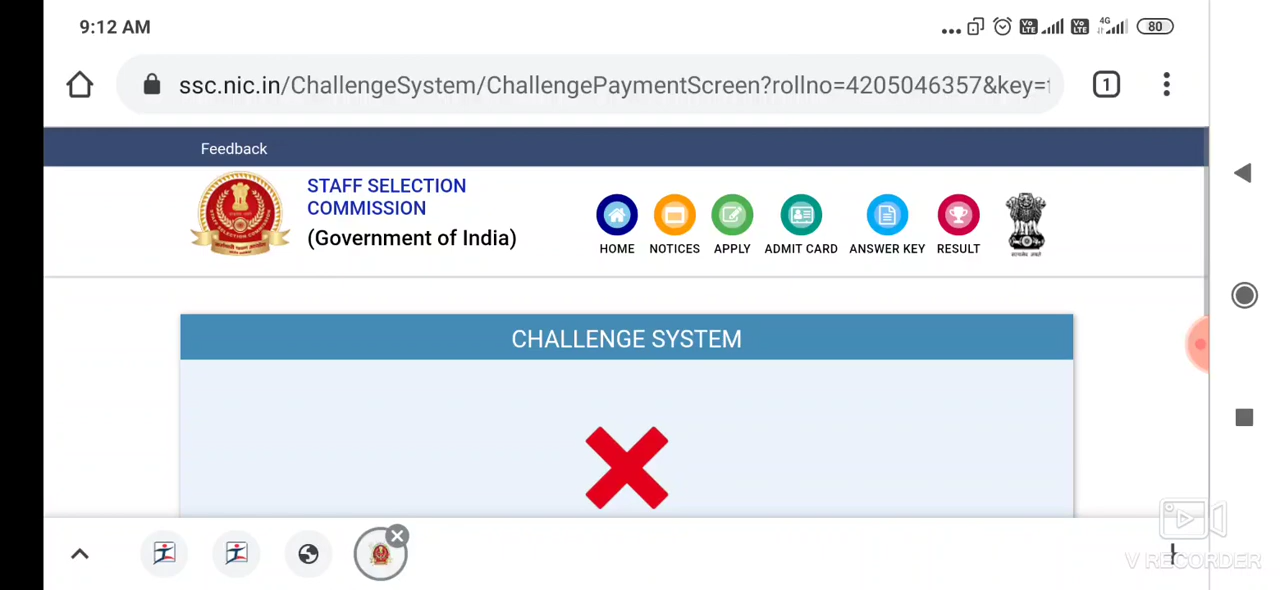 9:12 AM
4G
80
ssc.nic.in/ChallengeSystem/ChallengePaymentScreen?rollno=4205046357&key=
1
Feedback
STAFF SELECTION
COMMISSION
(Government of India)
HOME
NOTICES
APPLY
ADMIT CARD
ANSWER KEY
RESULT
CHALLENGE SYSTEM
V RECORDER